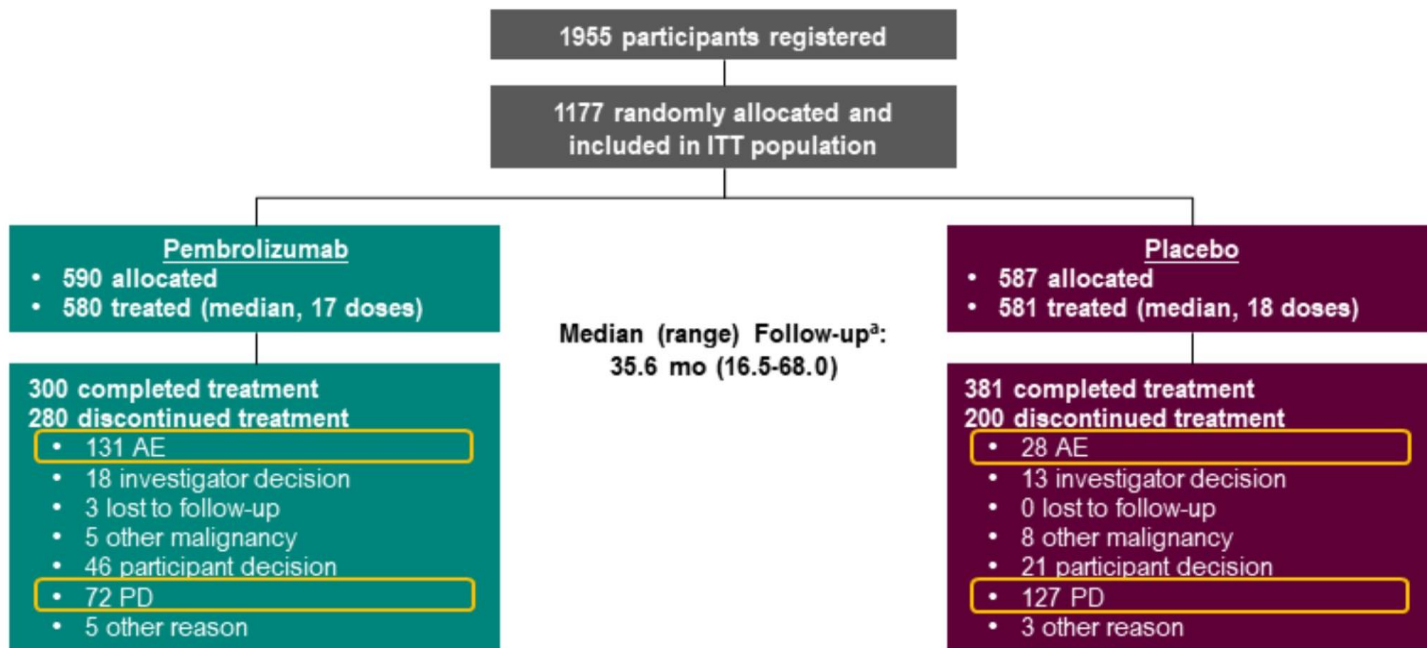 1955 participants registered
1177 randomly allocated and
included in ITT population
Pembrolizumab
• 590 allocated
• 580 treated (median, 17 doses)
300 completed treatment
280 discontinued treatment
• 131 AE
• 18 investigator decision
• 3 lost to follow-up
• 5 other malignancy
• 46 participant decision
• 72 PD
• 5 other reason
Median (range) Follow-upᵃ:
35.6 mo (16.5-68.0)
Placebo
• 587 allocated
• 581 treated (median, 18 doses)
381 completed treatment
200 discontinued treatment
• 28 AE
• 13 investigator decision
• 0 lost to follow-up
• 8 other malignancy
• 21 participant decision
• 127 PD
• 3 other reason